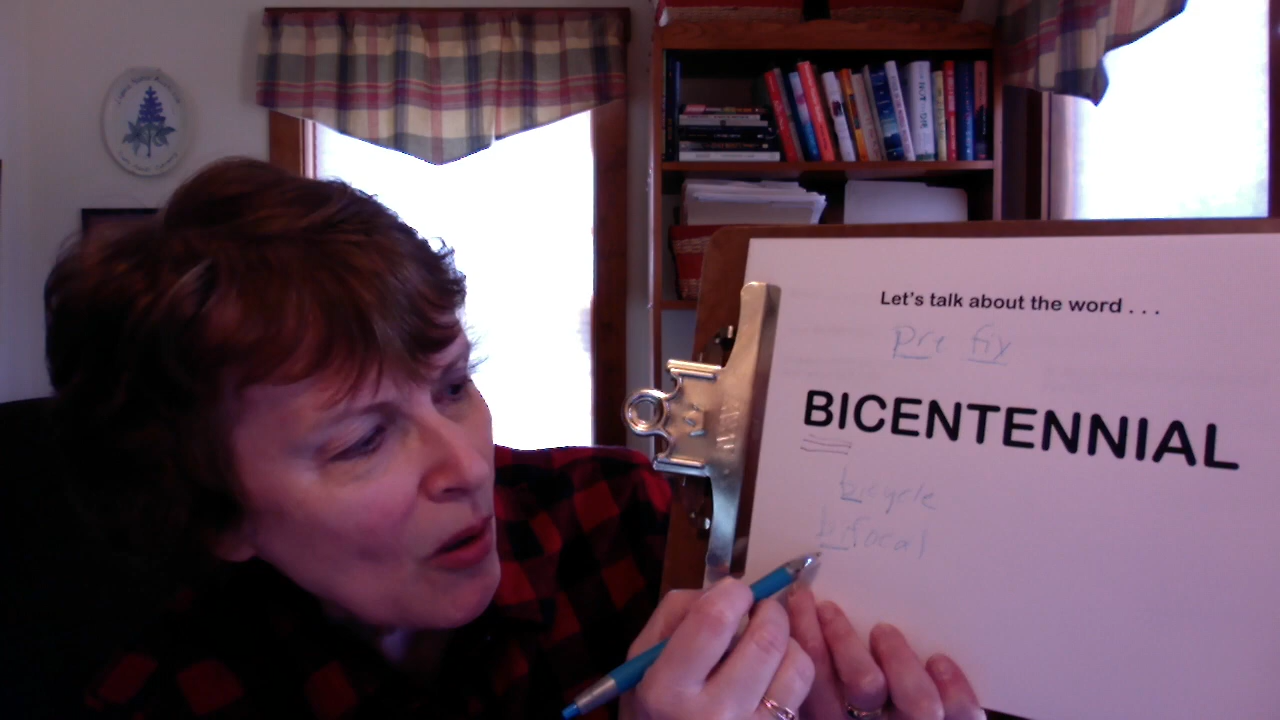 Let's talk about the word . . .
pre fix
BICENTENNIAL
bicycle
bifocal